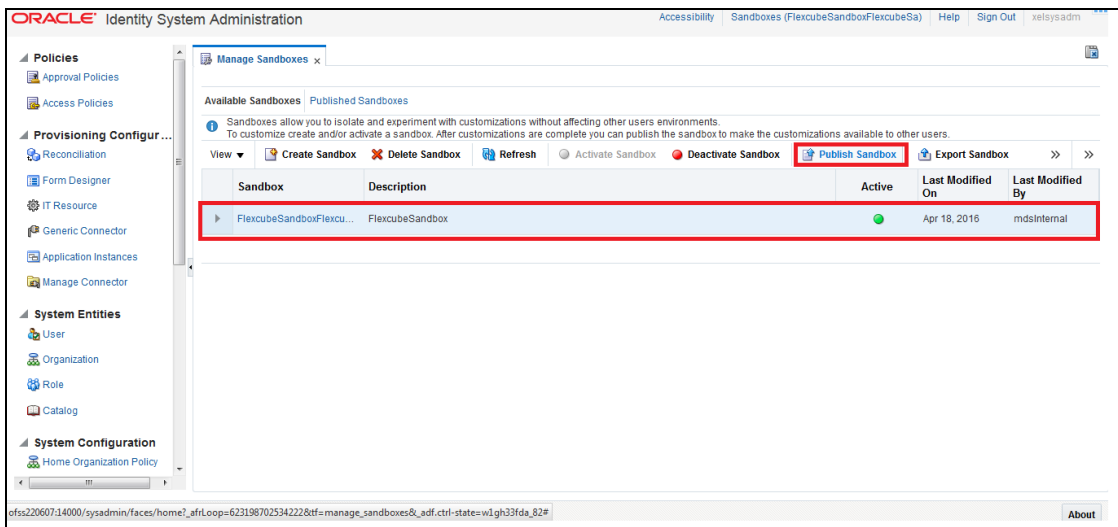 ORACLE® Identity System Administration
Accessibility Sandboxes (FlexcubeSandboxFlexcubeSa) Help Sign Out xelsysadm
Policies
Approval Policies
Access Policies
Provisioning Configur...
Reconciliation
Form Designer
IT Resource
Generic Connector
Application Instances
Manage Connector
System Entities
User
Organization
Role
Catalog
System Configuration
Home Organization Policy
Manage Sandboxes x
Available Sandboxes Published Sandboxes
Sandboxes allow you to isolate and experiment with customizations without affecting other users environments.
To customize create and/or activate a sandbox. After customizations are complete you can publish the sandbox to make the customizations available to other users.
View Create Sandbox Delete Sandbox Refresh Activate Sandbox Deactivate Sandbox Publish Sandbox Export Sandbox >> >>
Sandbox Description Active Last Modified On Last Modified By
FlexcubeSandboxFlexcu... FlexcubeSandbox Apr 18, 2016 mdsInternal
ofss220607:14000/sysadmin/faces/home?_afrLoop=623198702534222&tf=manage_sandboxes&_adf.ctrl-state=w1gh33fda_82#
About